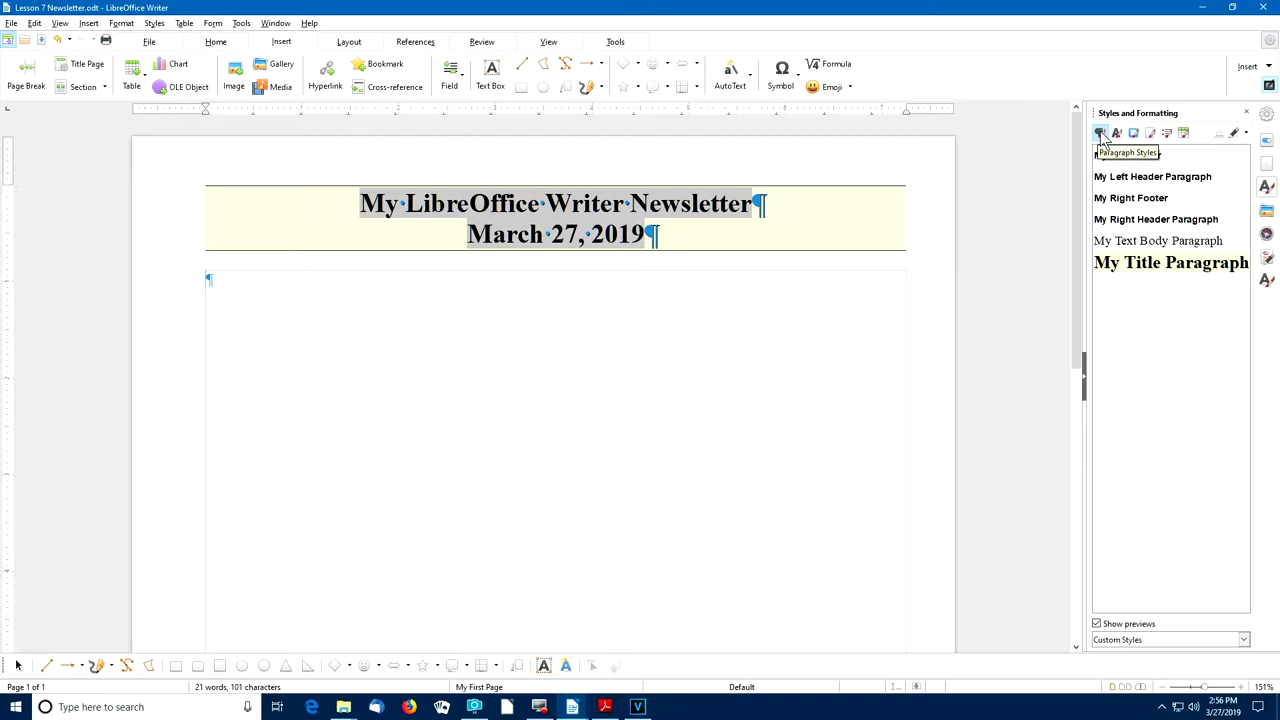 Lesson 7 Newsletter.odt - LibreOffice Writer
File Edit View Insert Format Styles Table Form Tools Window Help
File Home Insert Layout References Review View Tools
Title Page Chart Gallery Bookmark Formula Insert
Page Break Section Table OLE Object Image Media Hyperlink Cross-reference Field Text Box AutoText Symbol Emoji
Styles and Formatting
Paragraph Styles
My Left Header Paragraph
My Right Footer
My Right Header Paragraph
My Text Body Paragraph
My Title Paragraph
My LibreOffice Writer Newsletter¶
March 27, 2019¶
¶
Show previews
Custom Styles
Page 1 of 1 21 words, 101 characters My First Page Default 151%
Type here to search
2:56 PM
3/27/2019